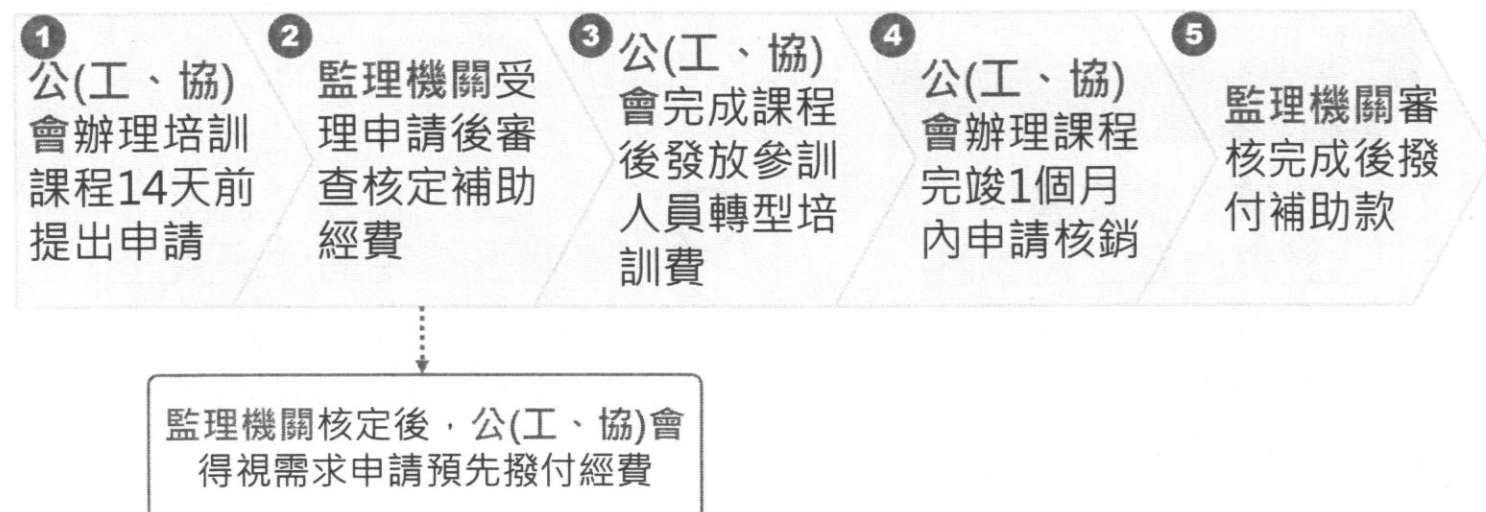 1
公(工、協)
會辦理培訓
課程14天前
提出申請
2
監理機關受
理申請後審
查核定補助
經費
3
公(工、協)
會完成課程
後發放參訓
人員轉型培
訓費
4
公(工、協)
會辦理課程
完竣1個月
內申請核銷
5
監理機關審
核完成後撥
付補助款
監理機關核定後，公(工、協)會
得視需求申請預先撥付經費